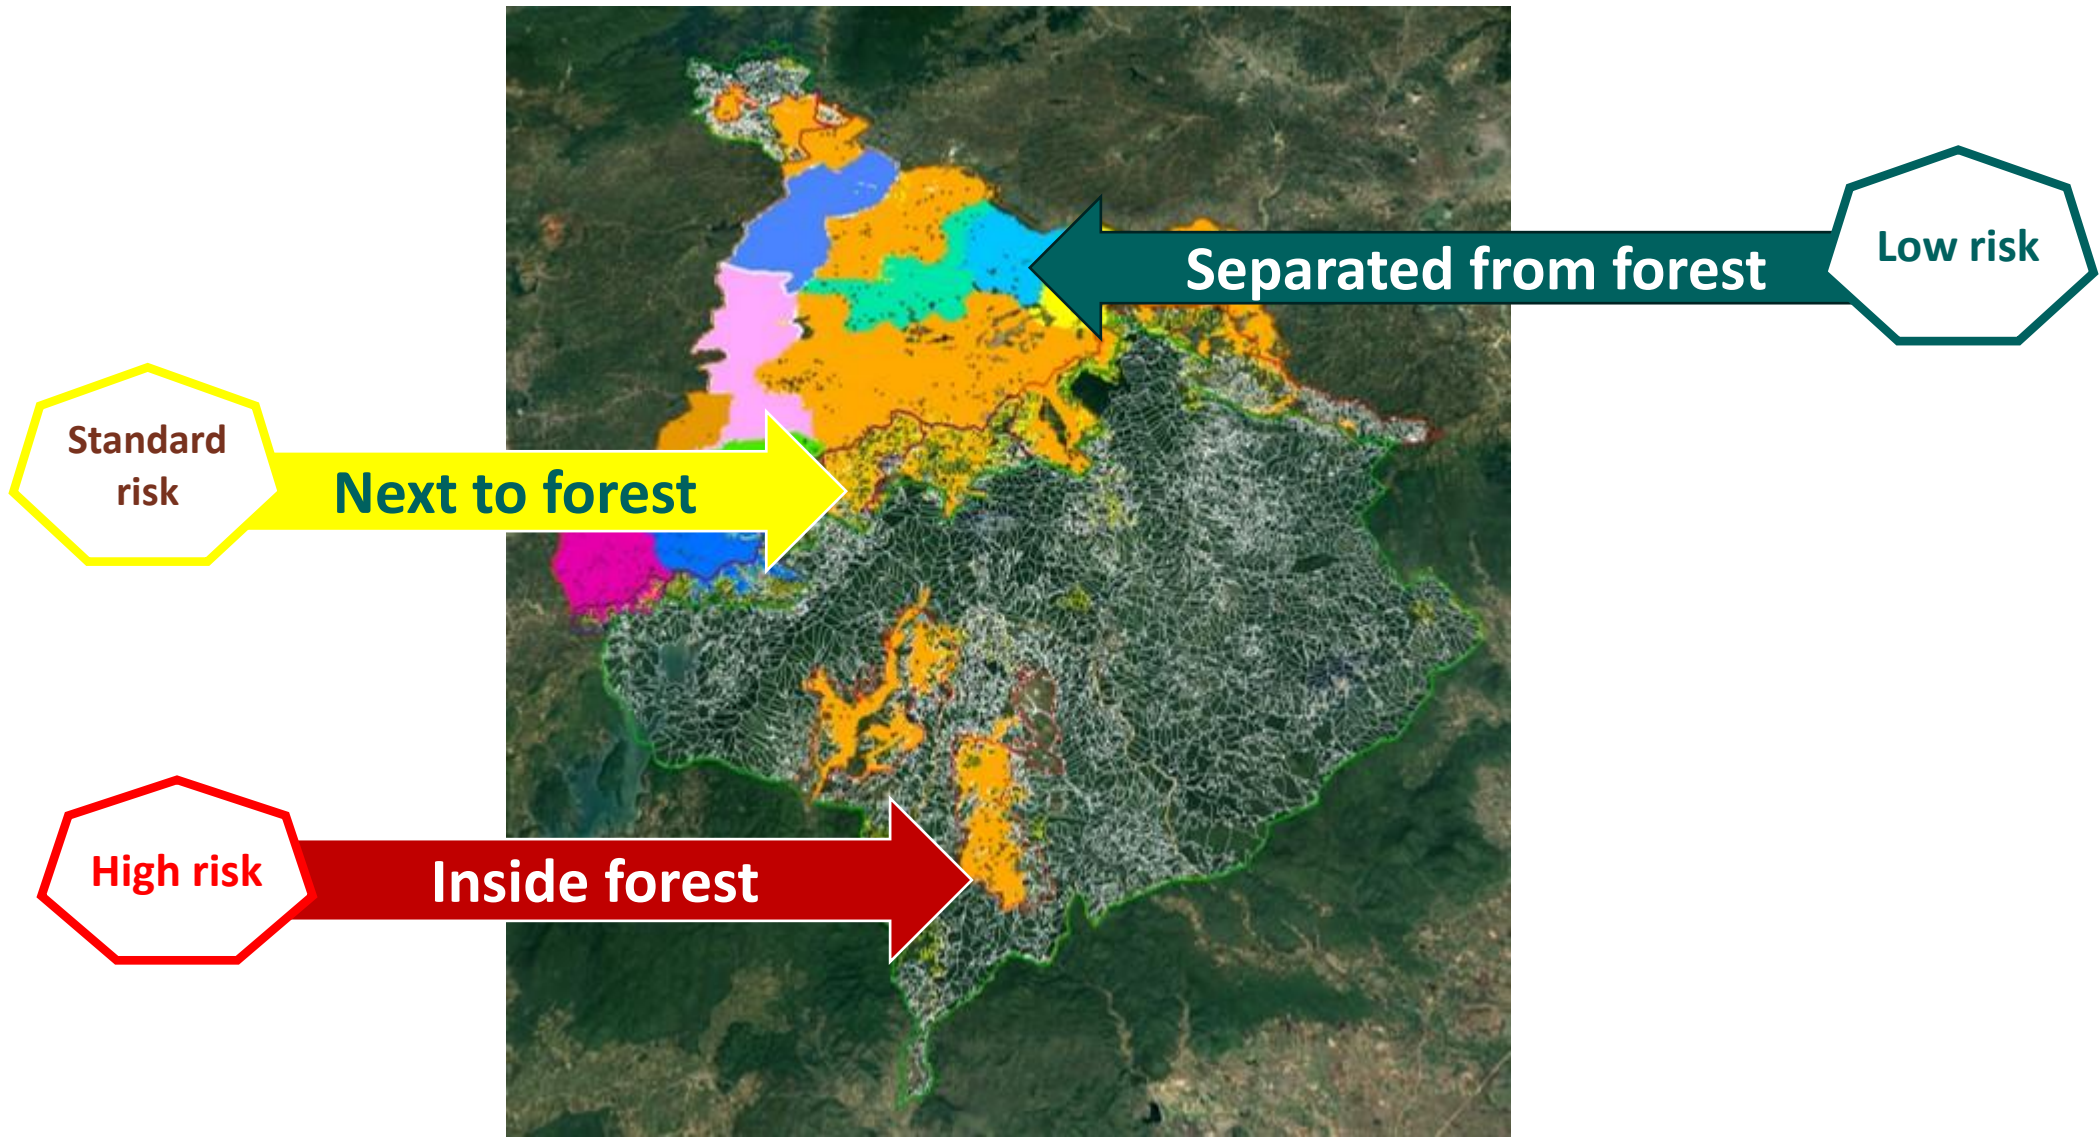 Low risk
Separated from forest
Standard
risk
Next to forest
High risk
Inside forest